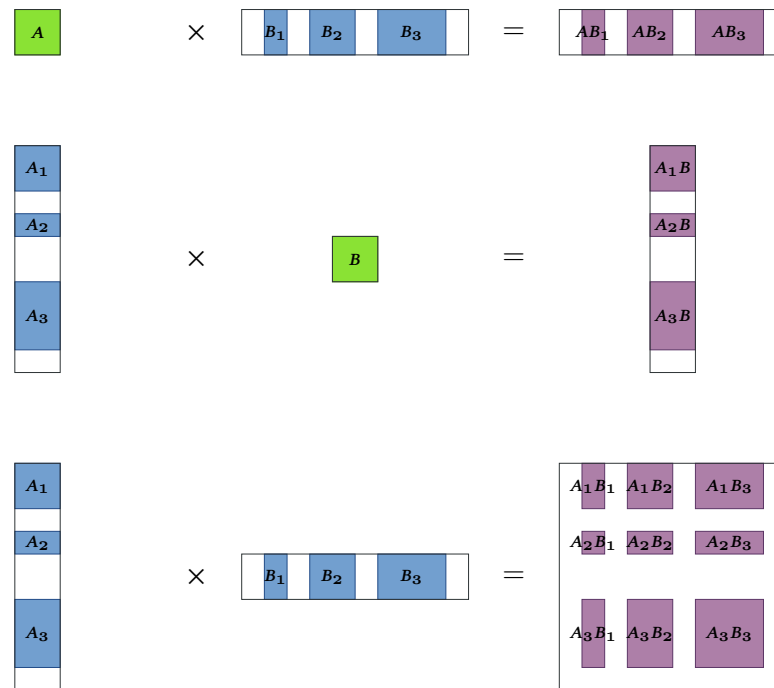 A × B₁ B₂ B₃ = AB₁ AB₂ AB₃
A₁
A₂
A₃
×
B
=
A₁B
A₂B
A₃B
A₁
A₂
A₃
×
B₁ B₂ B₃
=
A₁B₁ A₁B₂ A₁B₃
A₂B₁ A₂B₂ A₂B₃
A₃B₁ A₃B₂ A₃B₃